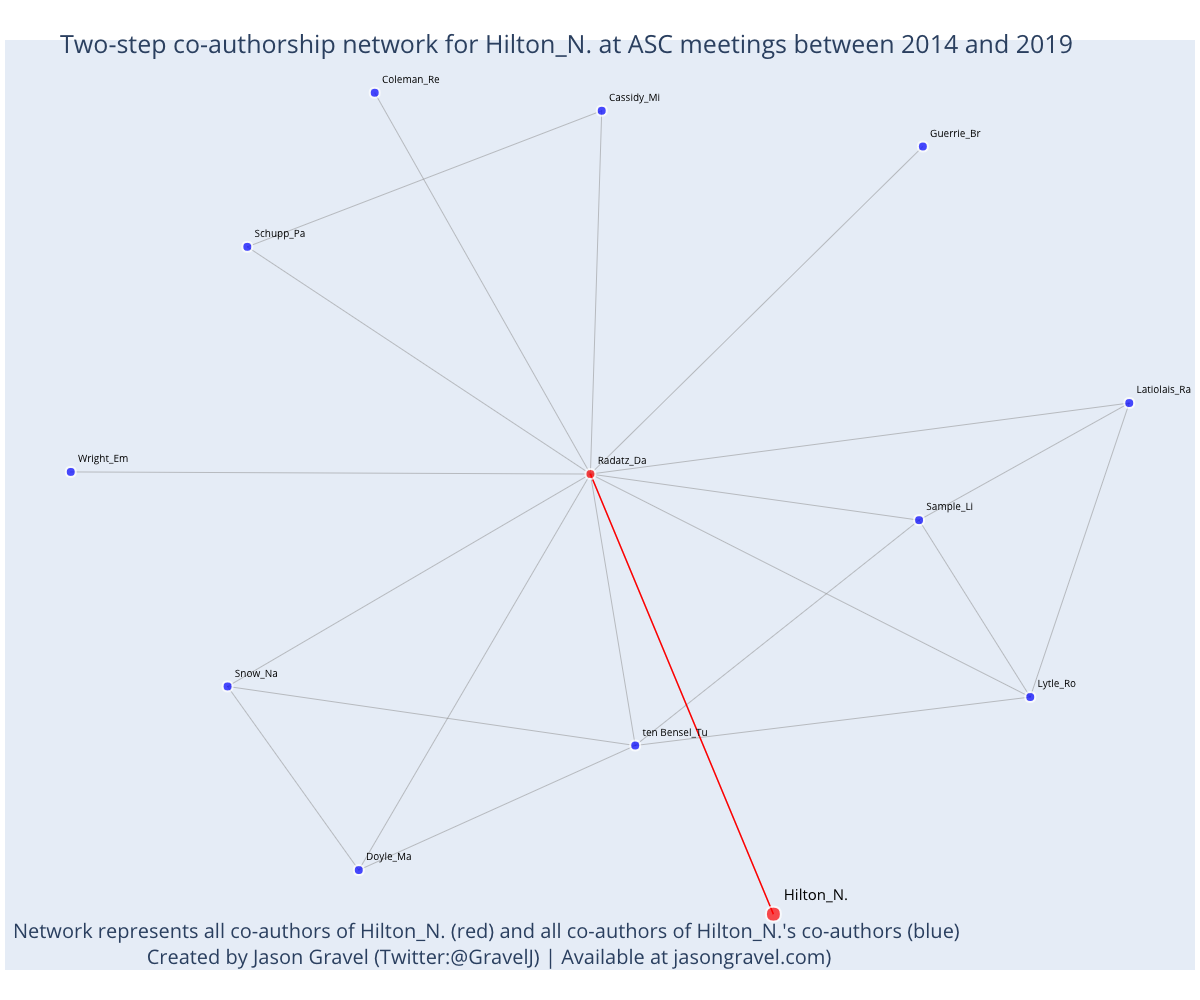 Two-step co-authorship network for Hilton_N. at ASC meetings between 2014 and 2019
Coleman_Re
Cassidy_Mi
Guerrie_Br
Schupp_Pa
Latiolais_Ra
Wright_Em
Radatz_Da
Sample_Li
Snow_Na
Lytle_Ro
ten Bensel_Tu
Doyle_Ma
Hilton_N.
Network represents all co-authors of Hilton_N. (red) and all co-authors of Hilton_N.'s co-authors (blue)
Created by Jason Gravel (Twitter:@GravelJ) | Available at jasongravel.com)